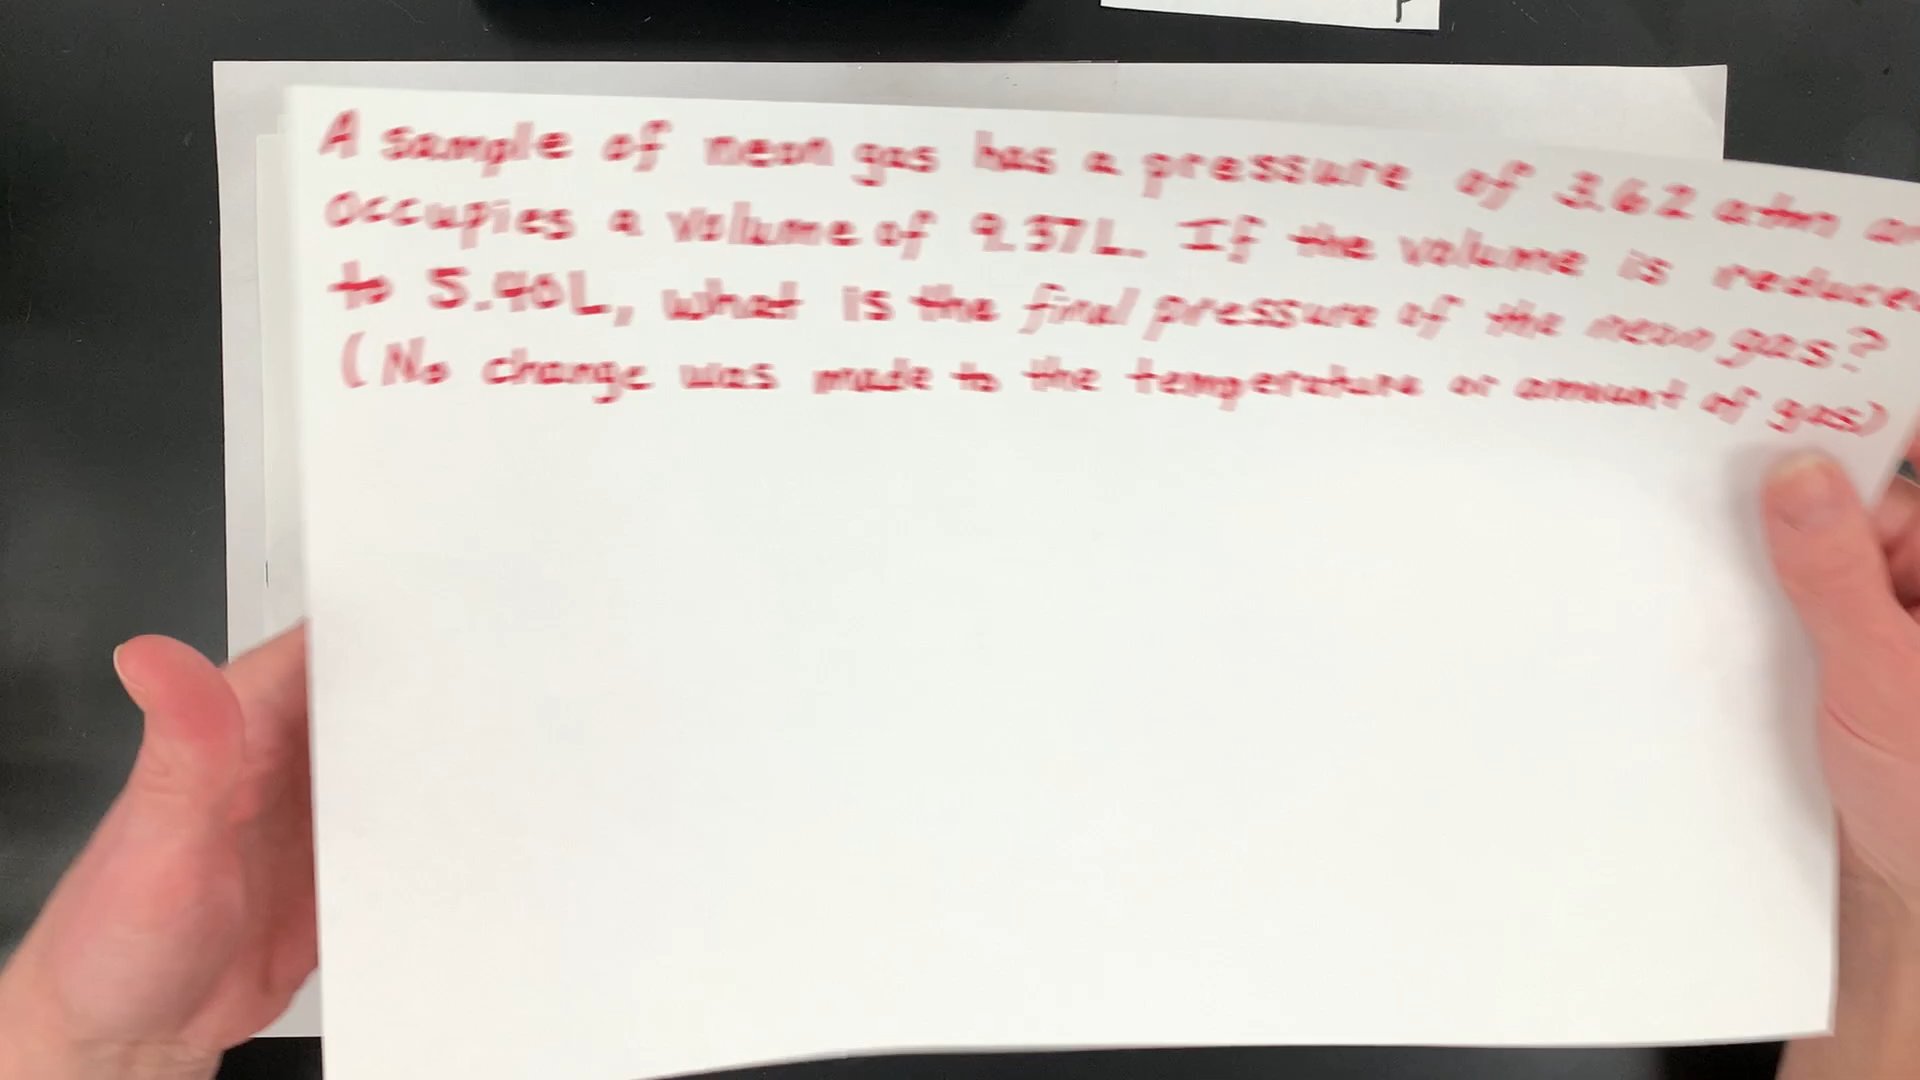 A sample of neon gas has a pressure of 3.62 atm
occupies a volume of 9.37L. If the volume is reduce
to 5.40L, what is the final pressure of the neon gas?
(No change was made to the temperature or amount of gas)